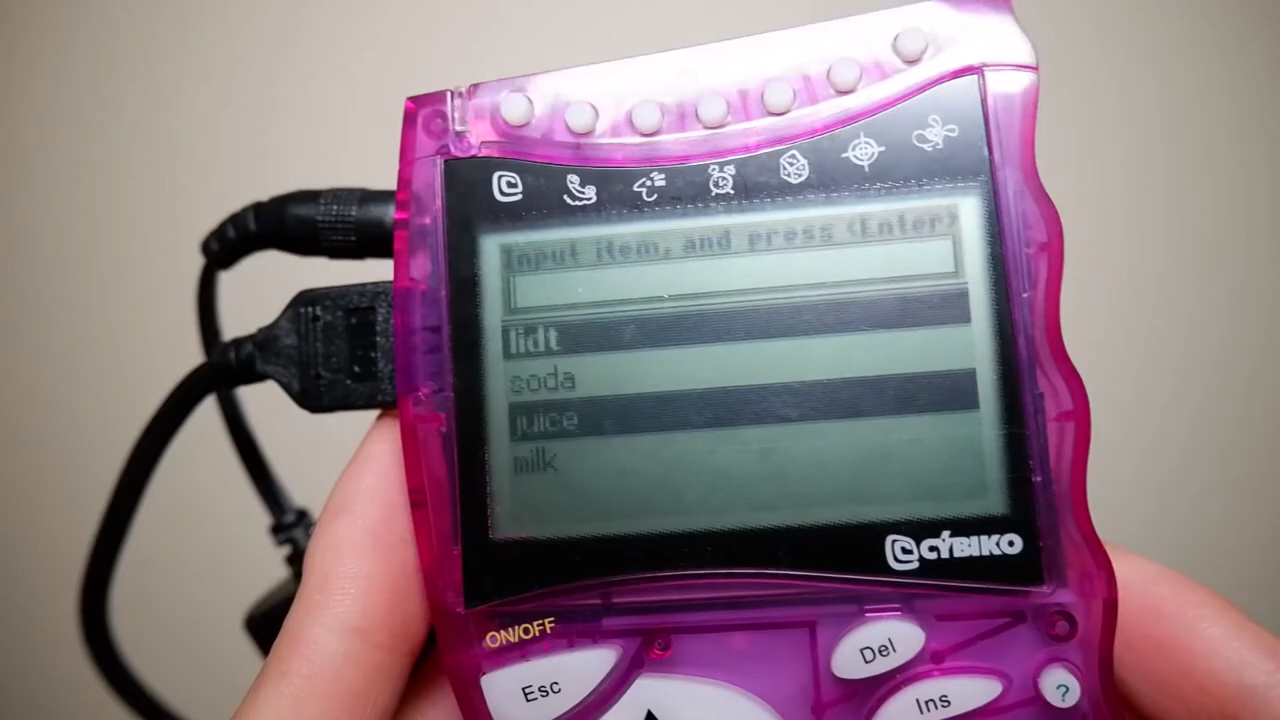 Input item, and press <Enter>
lidt
soda
juice
milk
CYBIKO
ON/OFF
Esc
Del
Ins
?